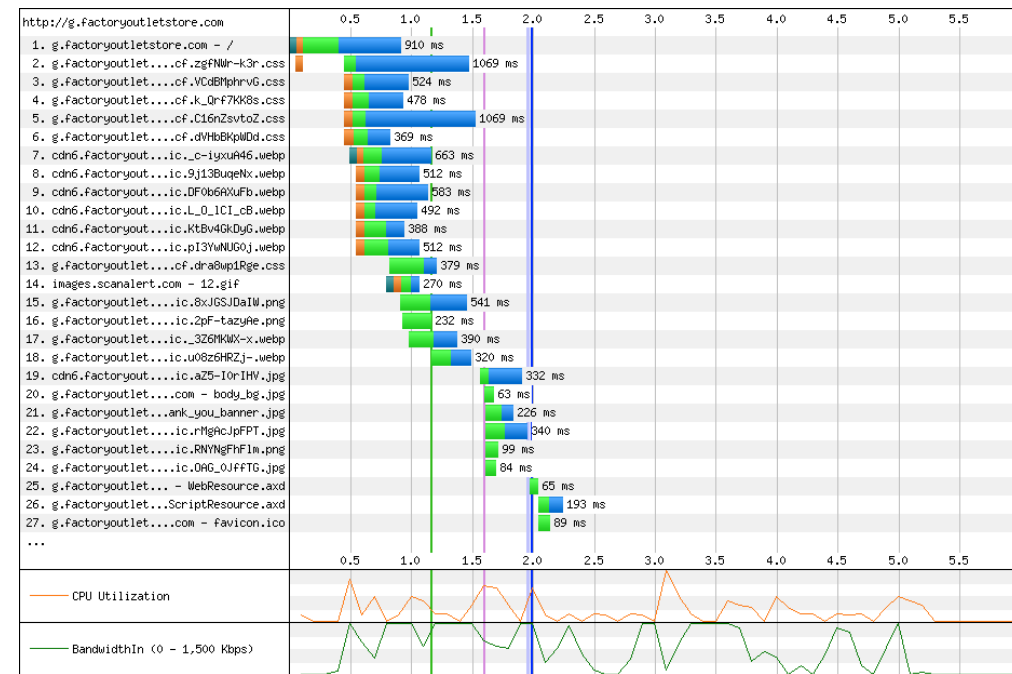 http://g.factoryoutletstore.com 0.5 1.0 1.5 2.0 2.5 3.0 3.5 4.0 4.5 5.0 5.5
1. g.factoryoutletstore.com - / 910 ms
2. g.factoryoutlet....cf.zgfNWr-k3r.css 1069 ms
3. g.factoryoutlet....cf.VCdBMphrvG.css 524 ms
4. g.factoryoutlet....cf.k_Qrf7KK8s.css 478 ms
5. g.factoryoutlet....cf.C16nZsvtoZ.css 1069 ms
6. g.factoryoutlet....cf.dVHbBKpWDd.css 369 ms
7. cdn6.factoryout...ic._c-iyxuA46.webp 663 ms
8. cdn6.factoryout...ic.9j13BuqeNx.webp 512 ms
9. cdn6.factoryout...ic.DF0b6AXuFb.webp 583 ms
10. cdn6.factoryout...ic.L_O_lCI_cB.webp 492 ms
11. cdn6.factoryout...ic.KtBv4GkDyG.webp 388 ms
12. cdn6.factoryout...ic.pI3YwNUG0j.webp 512 ms
13. g.factoryoutlet....cf.dra8wp1Rge.css 379 ms
14. images.scanalert.com - 12.gif 270 ms
15. g.factoryoutlet....ic.8xJGSJDaIW.png 541 ms
16. g.factoryoutlet....ic.2pF-tazyAe.png 232 ms
17. g.factoryoutlet...ic._3Z6MKWX-x.webp 390 ms
18. g.factoryoutlet...ic.u08z6HRZj-.webp 320 ms
19. cdn6.factoryout....ic.aZ5-I0rIHV.jpg 332 ms
20. g.factoryoutlet....com - body_bg.jpg 63 ms
21. g.factoryoutlet...ank_you_banner.jpg 226 ms
22. g.factoryoutlet....ic.rMgAcJpFPT.jpg 340 ms
23. g.factoryoutlet....ic.RNYNgFhFlm.png 99 ms
24. g.factoryoutlet....ic.OAG_0JffTG.jpg 84 ms
25. g.factoryoutlet... - WebResource.axd 65 ms
26. g.factoryoutlet...ScriptResource.axd 193 ms
27. g.factoryoutlet....com - favicon.ico 89 ms
...
0.5 1.0 1.5 2.0 2.5 3.0 3.5 4.0 4.5 5.0 5.5
CPU Utilization
BandwidthIn (0 - 1,500 Kbps)